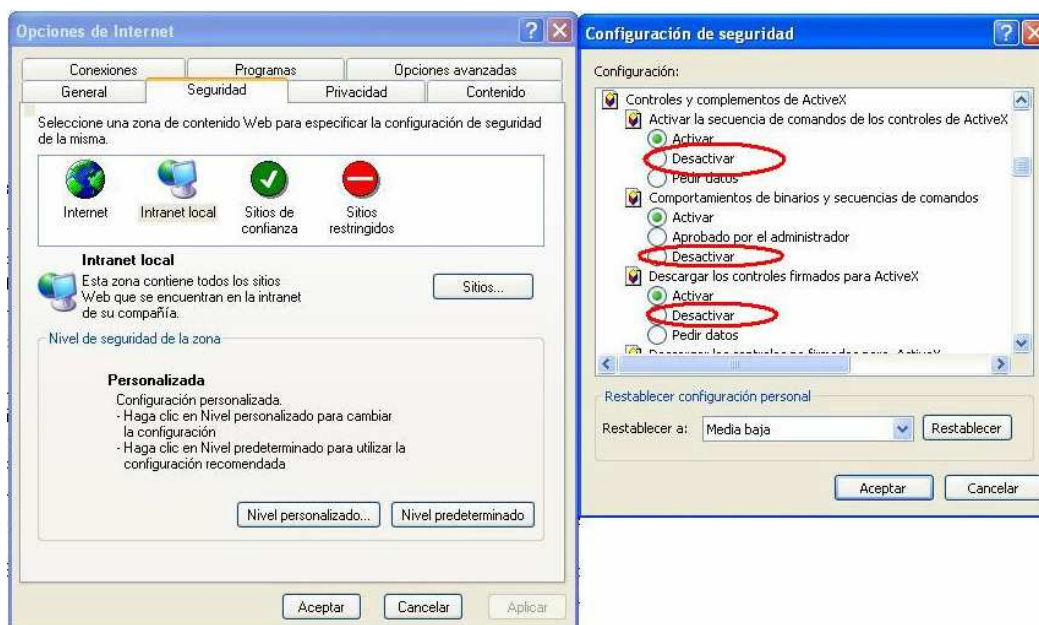 Opciones de Internet
Conexiones
Programas
Opciones avanzadas
General
Seguridad
Privacidad
Contenido
Seleccione una zona de contenido Web para especificar la configuración de seguridad
de la misma.
Internet
Intranet local
Sitios de
confianza
Sitios
restringidos
Intranet local
Esta zona contiene todos los sitios
Web que se encuentran en la intranet
de su compañía.
Sitios...
Nivel de seguridad de la zona
Personalizada
Configuración personalizada.
- Haga clic en Nivel personalizado para cambiar
la configuración
- Haga clic en Nivel predeterminado para utilizar la
configuración recomendada
Nivel personalizado...
Nivel predeterminado
Aceptar
Cancelar
Aplicar
Configuración de seguridad
Configuración:
Controles y complementos de ActiveX
Activar la secuencia de comandos de los controles de ActiveX
Activar
Desactivar
Pedir datos
Comportamientos de binarios y secuencias de comandos
Activar
Aprobado por el administrador
Desactivar
Descargar los controles firmados para ActiveX
Activar
Desactivar
Pedir datos
Descargar los controles no firmados para ActiveX
Restablecer configuración personal
Restablecer a:
Media baja
Restablecer
Aceptar
Cancelar